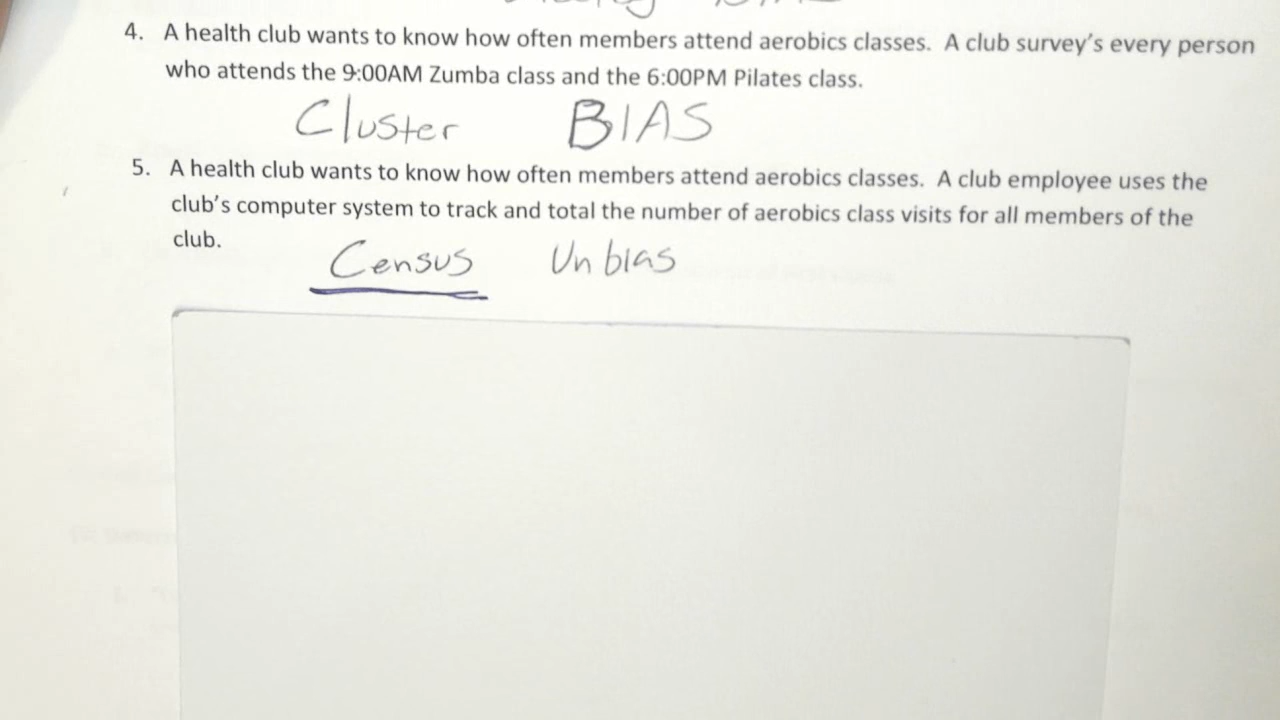 4. A health club wants to know how often members attend aerobics classes. A club survey's every person
who attends the 9:00AM Zumba class and the 6:00PM Pilates class.
Cluster BIAS
5. A health club wants to know how often members attend aerobics classes. A club employee uses the
club's computer system to track and total the number of aerobics class visits for all members of the
club.
Census Un bias